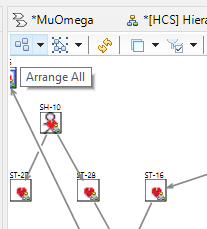 *MuOmega
*[HCS] Hiera
Arrange All
SH-10
ST-2
ST-28
ST-16